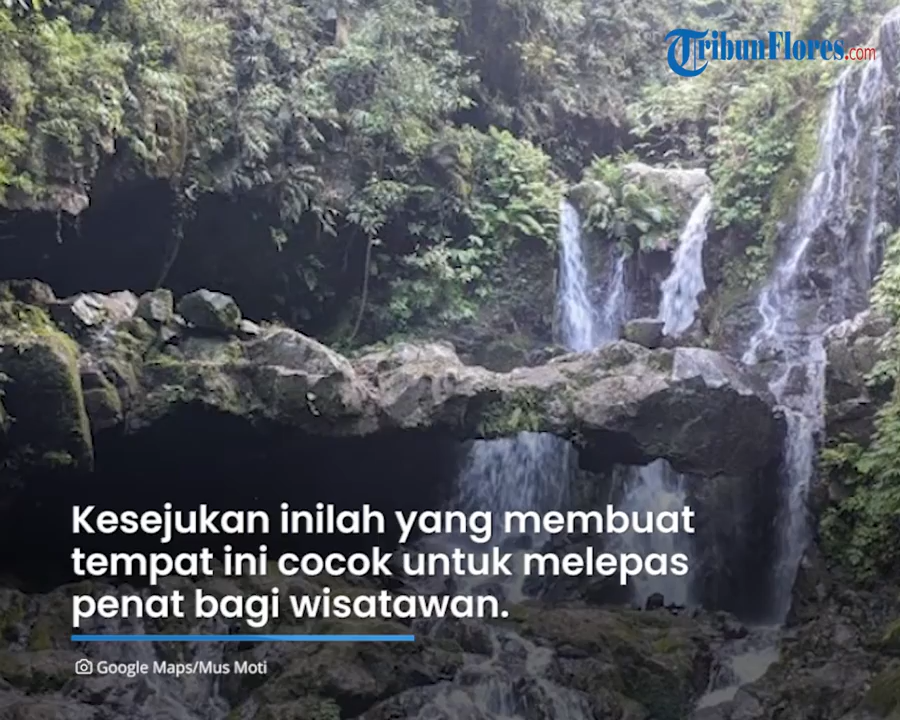 TribunFlores.com
Kesejukan inilah yang membuat
tempat ini cocok untuk melepas
penat bagi wisatawan.
Google Maps/Mus Moti